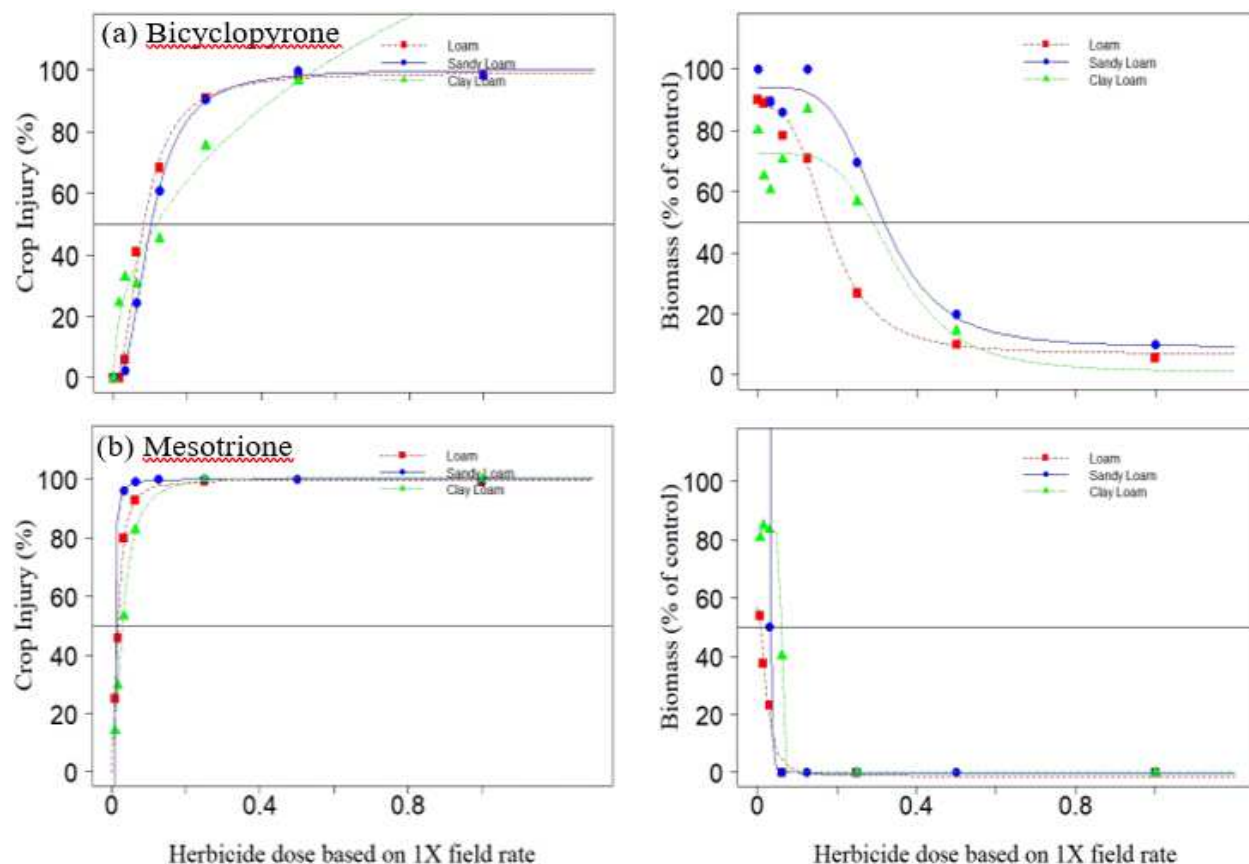 (a) Bicyclopyrone
Loam
Sandy Loam
Clay Loam
Crop Injury (%)
100
80
60
40
20
0
Loam
Sandy Loam
Clay Loam
Biomass (% of control)
100
80
60
40
20
0
(b) Mesotrione
Loam
Sandy Loam
Clay Loam
Crop Injury (%)
100
80
60
40
20
0
0 0.4 0.8
Herbicide dose based on 1X field rate
Loam
Sandy Loam
Clay Loam
Biomass (% of control)
100
80
60
40
20
0
0 0.4 0.8
Herbicide dose based on 1X field rate